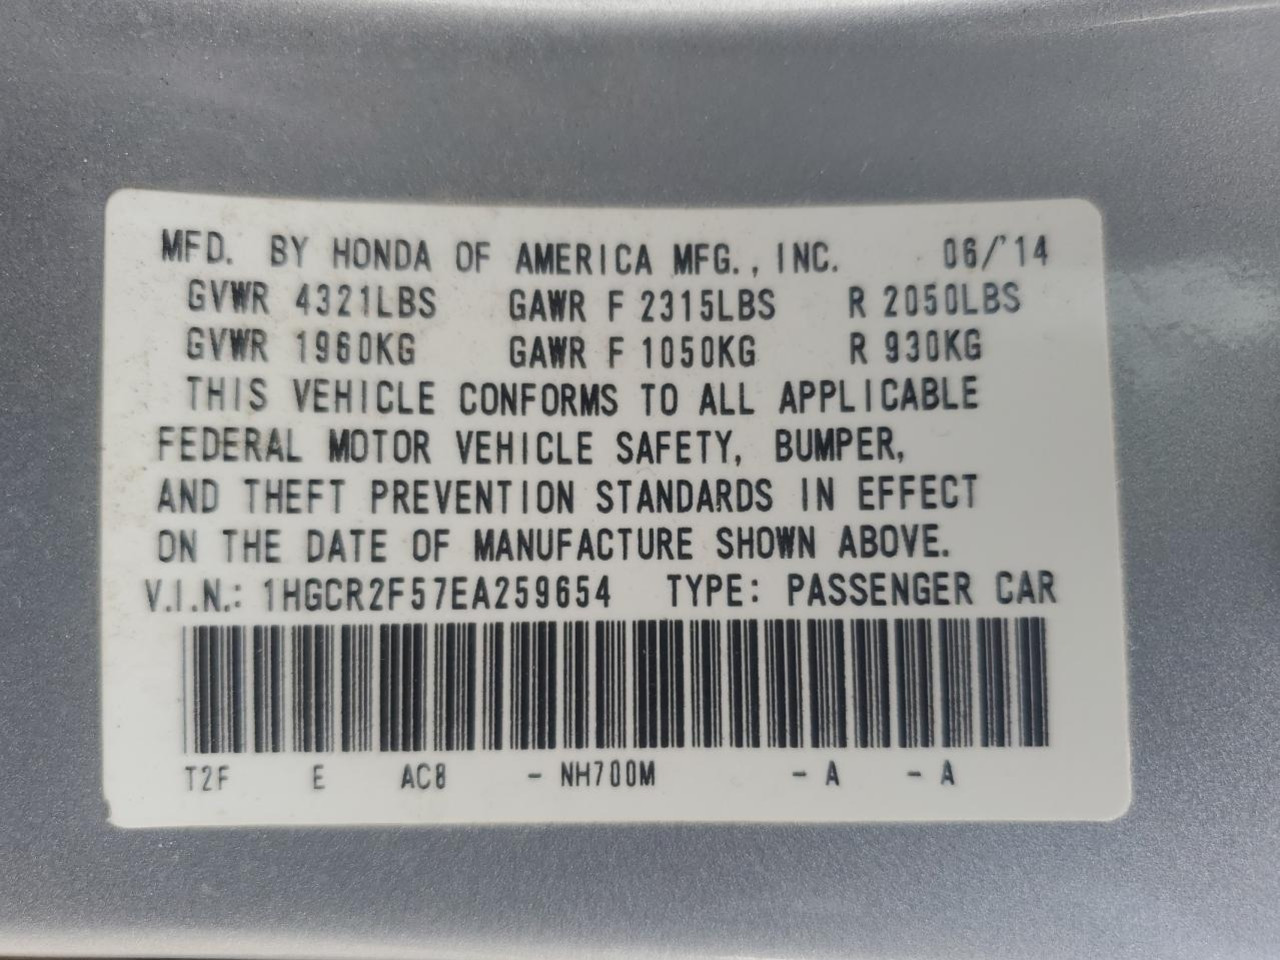 MFD. BY HONDA OF AMERICA MFG., INC. 06/'14
GVWR 4321LBS GAWR F 2315LBS R 2050LBS
GVWR 1960KG GAWR F 1050KG R 930KG
THIS VEHICLE CONFORMS TO ALL APPLICABLE
FEDERAL MOTOR VEHICLE SAFETY, BUMPER,
AND THEFT PREVENTION STANDARDS IN EFFECT
ON THE DATE OF MANUFACTURE SHOWN ABOVE.
V.I.N.: 1HGCR2F57EA259654 TYPE: PASSENGER CAR
T2F E AC8 - NH700M - A - A